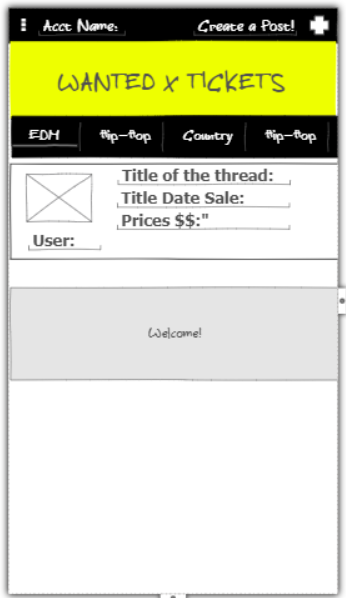 Acct Name: Create a Post!
WANTED X TICKETS
EDM Hip-Hop Country Hip-Hop
Title of the thread:
Title Date Sale:
Prices $$:"
User:
Welcome!